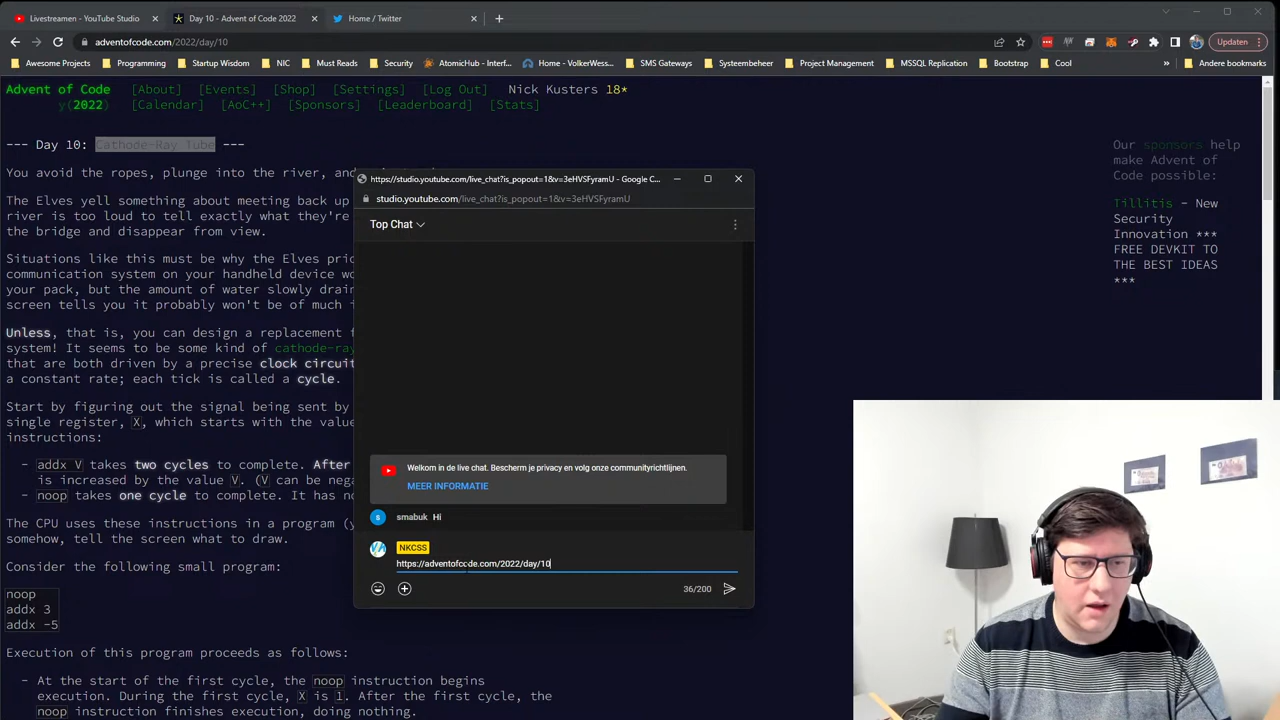 Livestreamen - YouTube Studio
Day 10 - Advent of Code 2022
Home / Twitter
adventofcode.com/2022/day/10
Updaten
Awesome Projects
Programming
Startup Wisdom
NIC
Must Reads
Security
AtomicHub - Interf...
Home - VolkerWess...
SMS Gateways
Systeembeheer
Project Management
MSSQL Replication
Bootstrap
Cool
»
Andere bookmarks
Advent of Code [About] [Events] [Shop] [Settings] [Log Out] Nick Kusters 18*
y(2022) [Calendar] [AoC++] [Sponsors] [Leaderboard] [Stats]
--- Day 10: Cathode-Ray Tube ---
You avoid the ropes, plunge into the river, and
The Elves yell something about meeting back up
river is too loud to tell exactly what they're
the bridge and disappear from view.
Situations like this must be why the Elves prio
communication system on your handheld device wo
your pack, but the amount of water slowly drain
screen tells you it probably won't be of much i
Unless, that is, you can design a replacement f
system! It seems to be some kind of cathode-ray
that are both driven by a precise clock circuit
a constant rate; each tick is called a cycle.
Start by figuring out the signal being sent by
single register, X, which starts with the value
instructions:
- addx V takes two cycles to complete. After
is increased by the value V. (V can be nega
- noop takes one cycle to complete. It has no
The CPU uses these instructions in a program (y
somehow, tell the screen what to draw.
Consider the following small program:
noop
addx 3
addx -5
Execution of this program proceeds as follows:
- At the start of the first cycle, the noop instruction begins
execution. During the first cycle, X is 1. After the first cycle, the
noop instruction finishes execution, doing nothing.
Our sponsors help
make Advent of
Code possible:
Tillitis - New
Security
Innovation ***
FREE DEVKIT TO
THE BEST IDEAS
***
https://studio.youtube.com/live_chat?is_popout=1&v=3eHVSFyramU - Google C...
studio.youtube.com/live_chat?is_popout=1&v=3eHVSFyramU
Top Chat
Welkom in de live chat. Bescherm je privacy en volg onze communityrichtlijnen.
MEER INFORMATIE
s smabuk Hi
NKCSS
https://adventofcode.com/2022/day/10
36/200